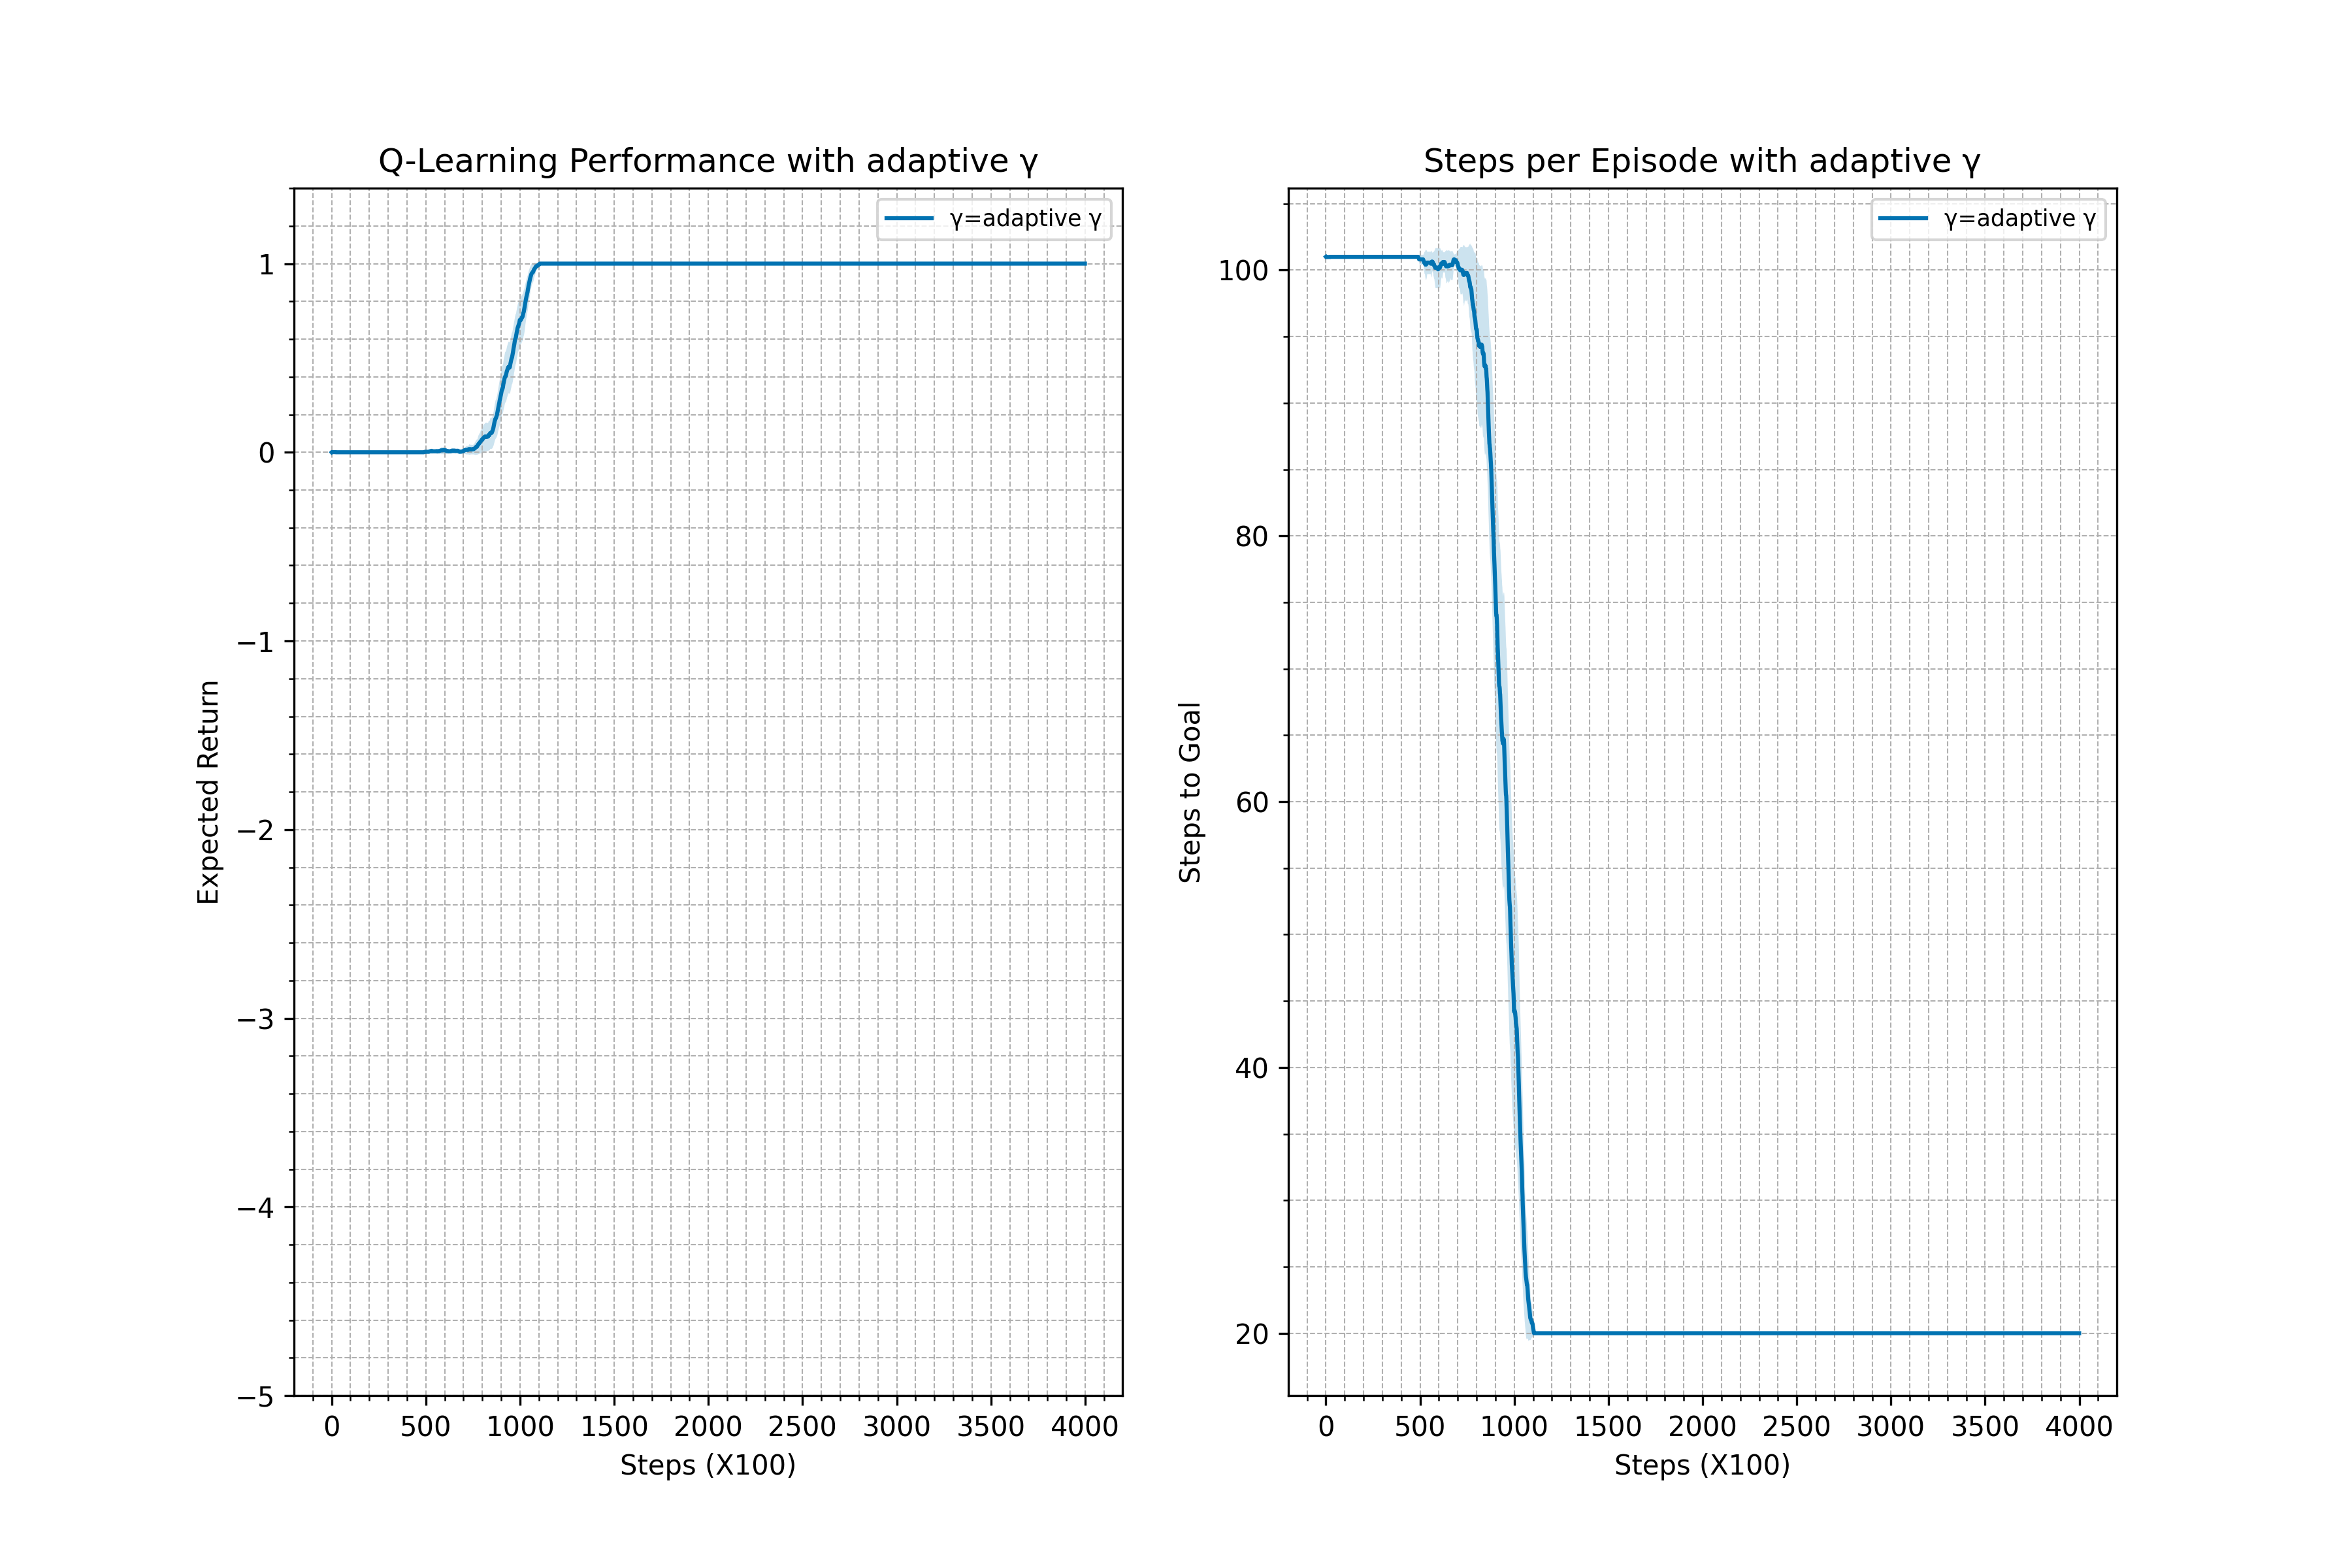 Q-Learning Performance with adaptive γ
γ=adaptive γ
1
0
−1
−2
−3
−4
−5
Expected Return
0 500 1000 1500 2000 2500 3000 3500 4000
Steps (X100)
Steps per Episode with adaptive γ
γ=adaptive γ
100
80
60
40
20
Steps to Goal
0 500 1000 1500 2000 2500 3000 3500 4000
Steps (X100)